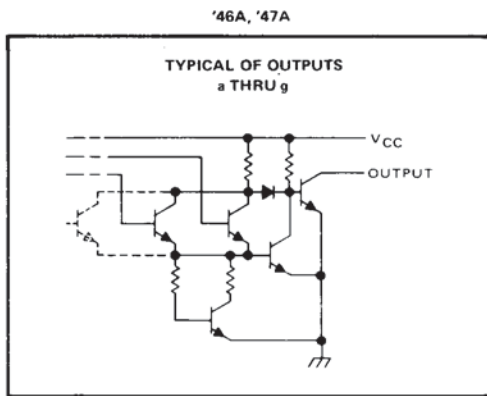 '46A, '47A
TYPICAL OF OUTPUTS
a THRU g
VCC
OUTPUT